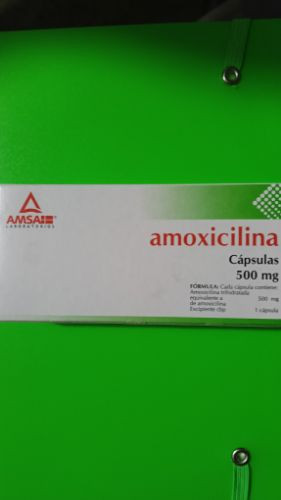 AMSA®
LABORATORIOS
amoxicilina
Cápsulas
500 mg
FÓRMULA: Cada cápsula contiene:
Amoxicilina trihidratada
equivalente a 500 mg
de amoxicilina
Excipiente cbp 1 cápsula